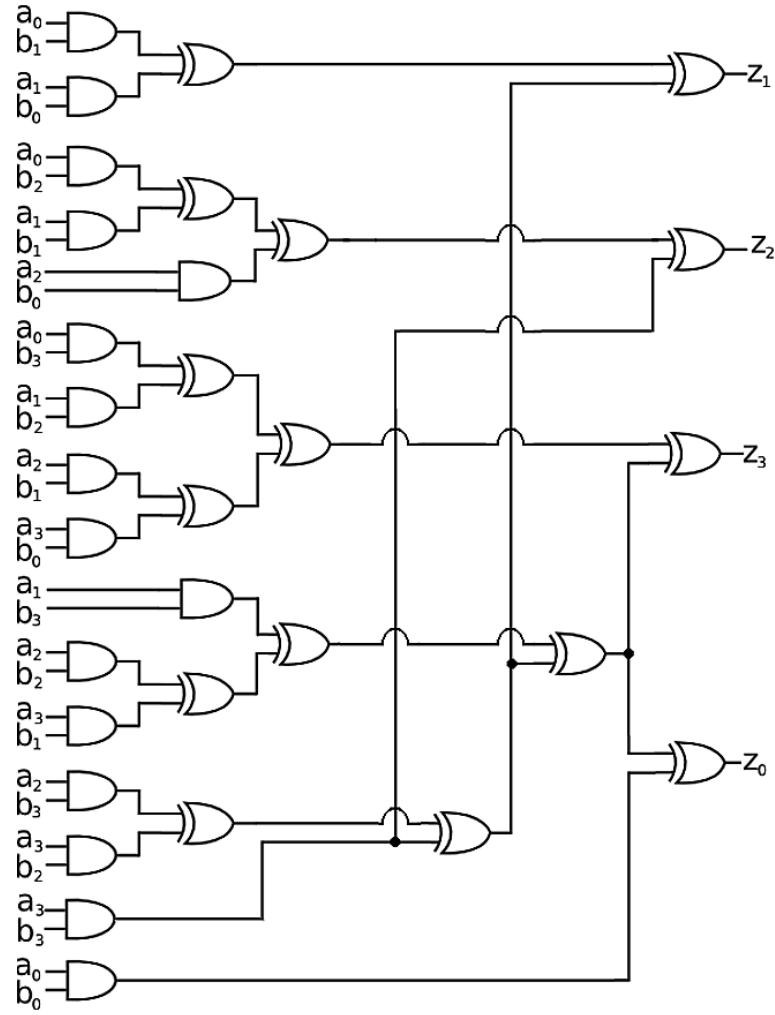 a₀
b₁
a₁
b₀
z₁
a₀
b₂
a₁
b₁
a₂
b₀
z₂
a₀
b₃
a₁
b₂
a₂
b₁
a₃
b₀
z₃
a₁
b₃
a₂
b₂
a₃
b₁
z₀
a₂
b₃
a₃
b₂
a₃
b₃
a₀
b₀